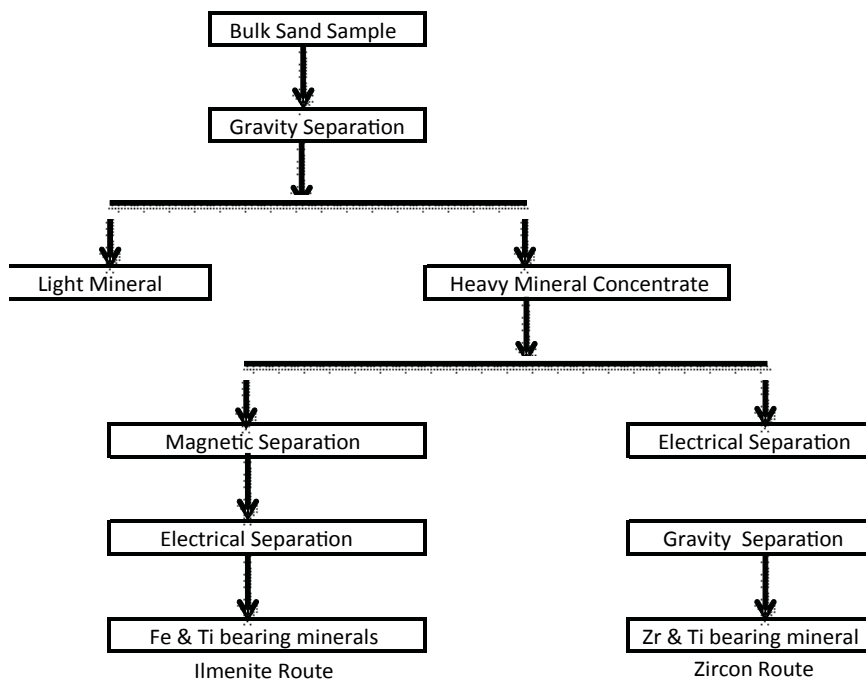 Bulk Sand Sample
Gravity Separation
Light Mineral
Heavy Mineral Concentrate
Magnetic Separation
Electrical Separation
Electrical Separation
Gravity Separation
Fe & Ti bearing minerals
Zr & Ti bearing mineral
Ilmenite Route
Zircon Route